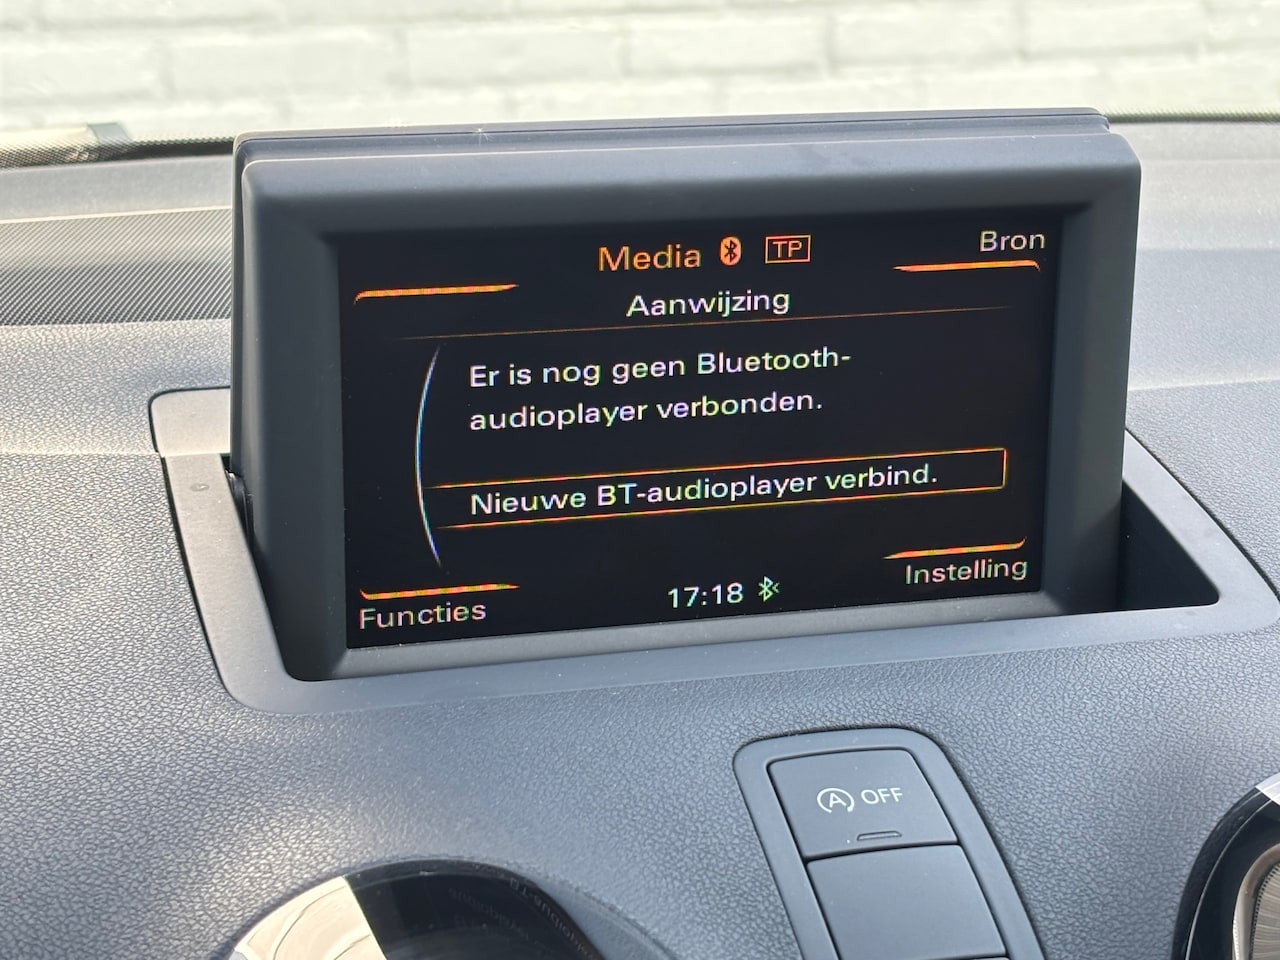 Media TP
Bron
Aanwijzing
Er is nog geen Bluetooth-
audioplayer verbonden.
Nieuwe BT-audioplayer verbind.
Instelling
Functies
17:18
A OFF